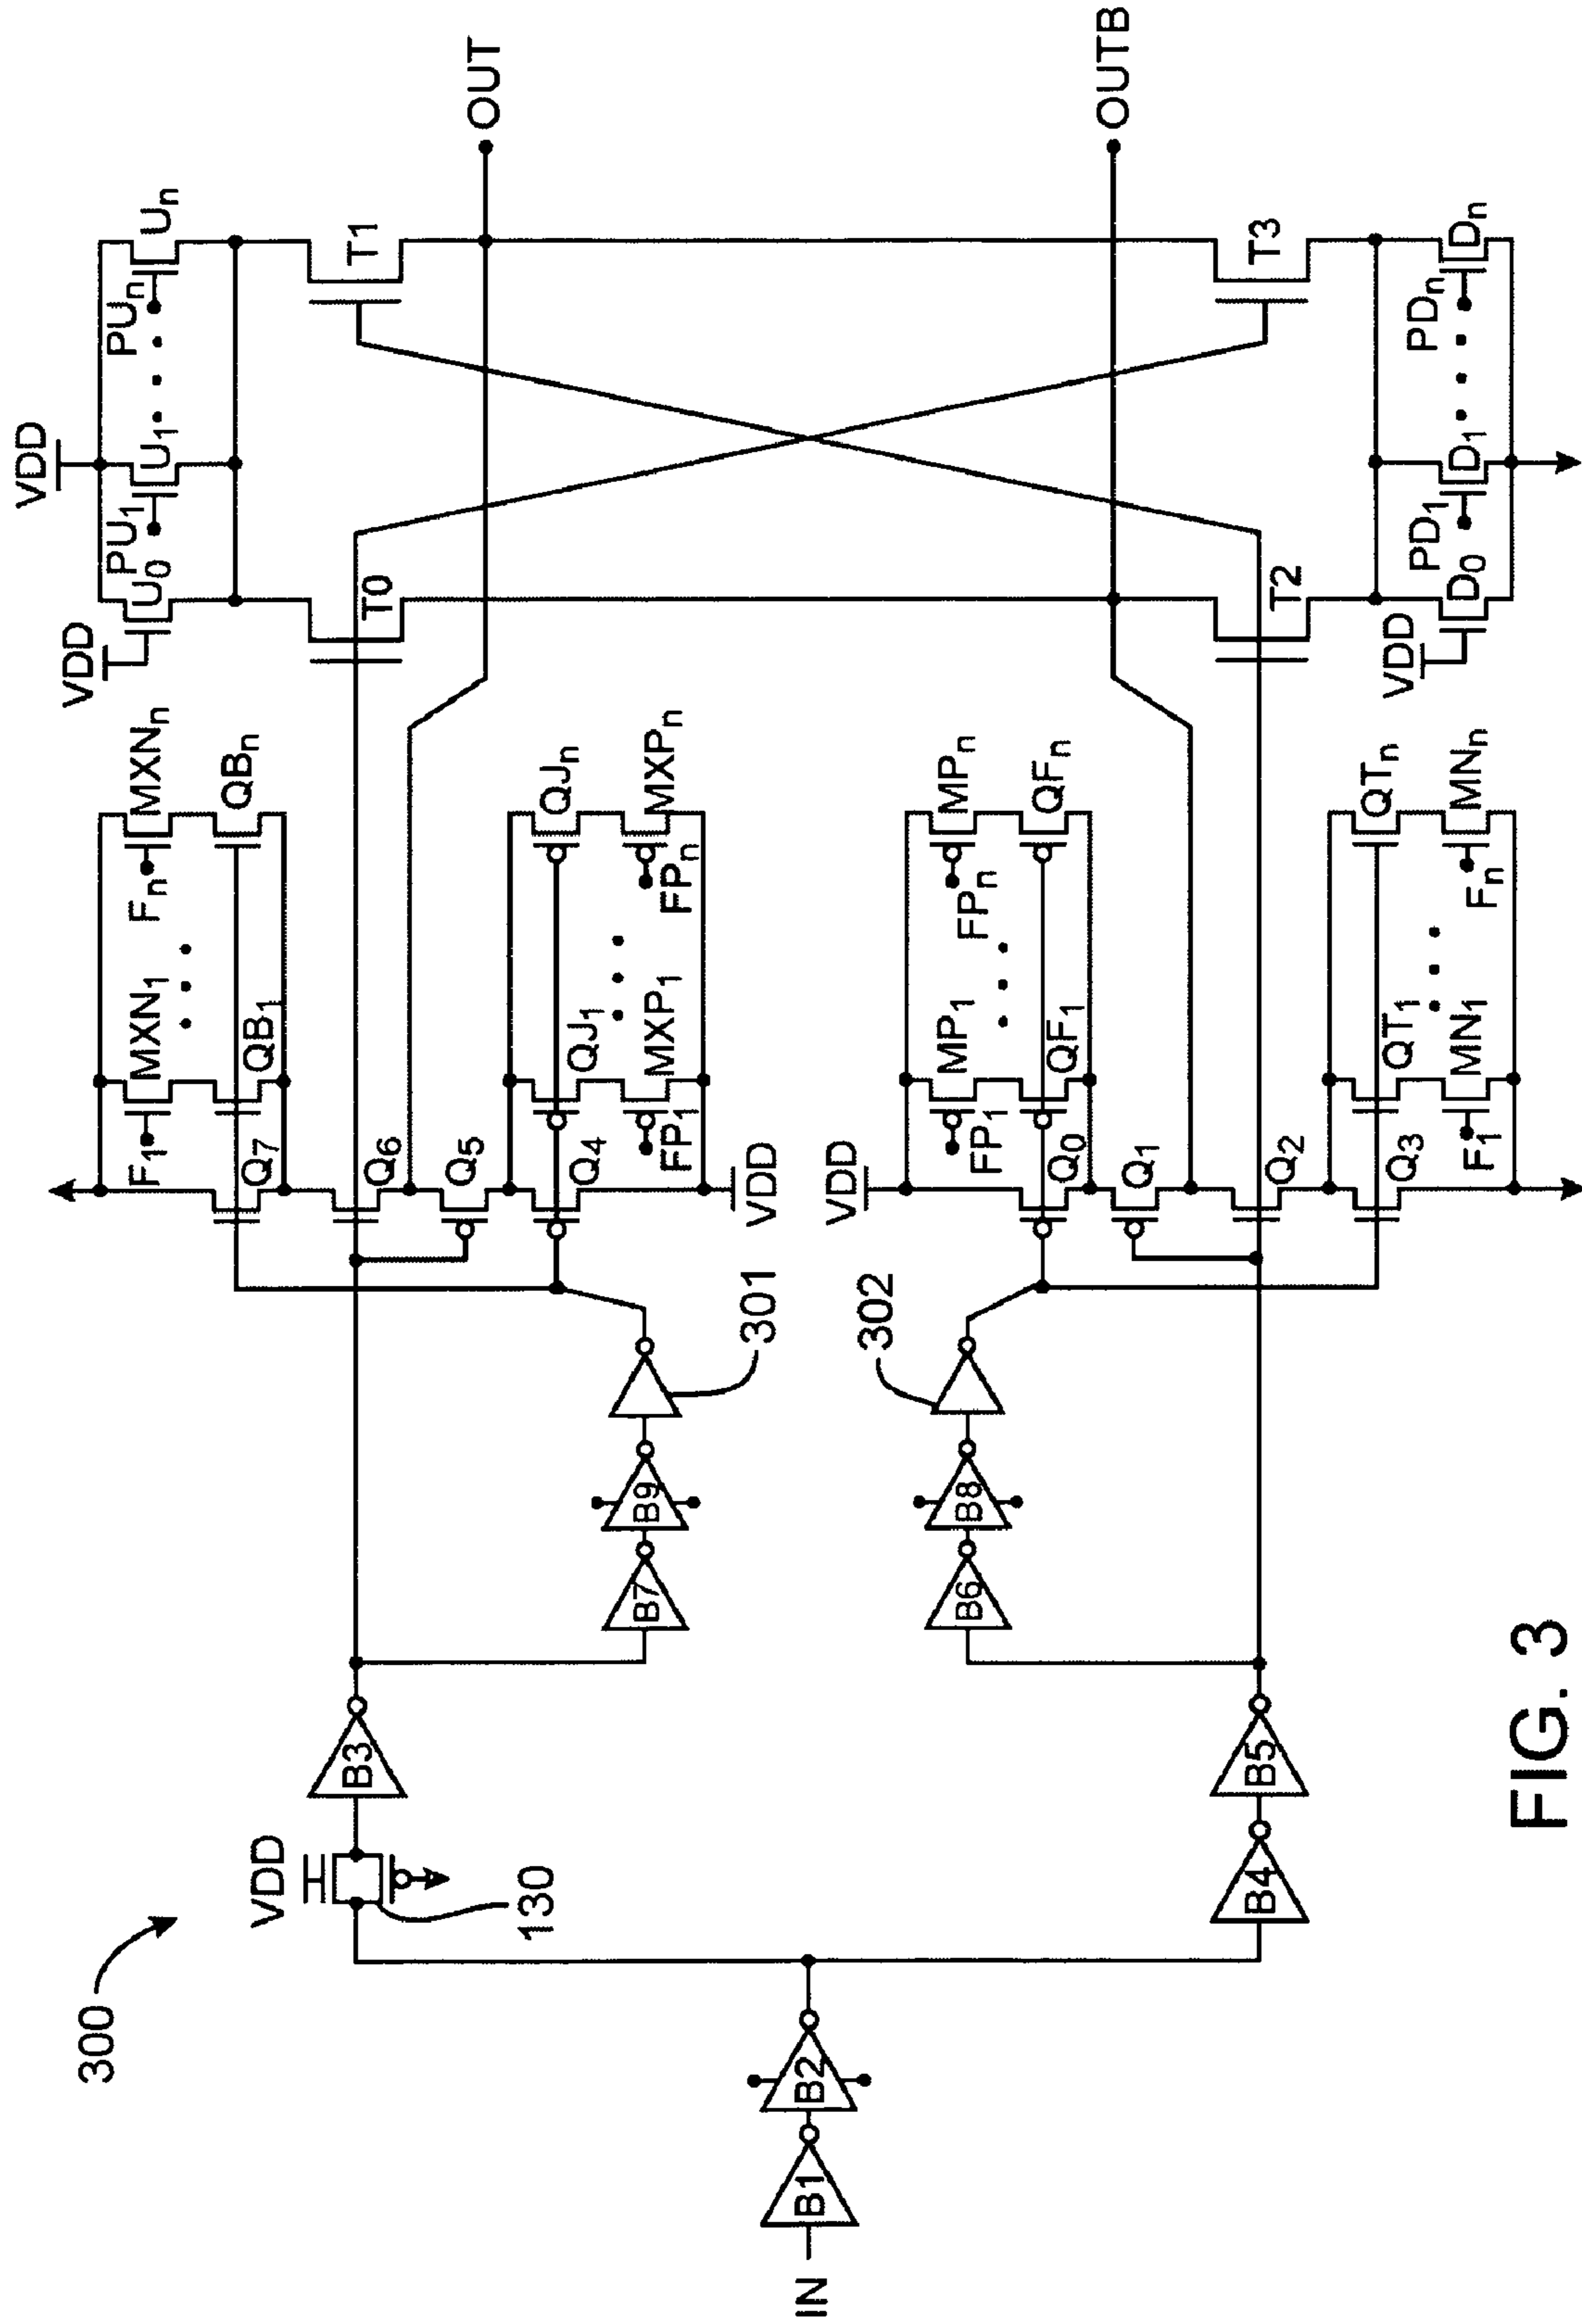 300
IN
B1
B2
VDD
130
B3
B4
B5
B7
B9
301
B6
B8
302
F1
MXN1
Fn
MXNn
Q7
QB1
QBn
Q6
Q5
Q4
QJ1
QJn
FP1
MXP1
FPn
MXPn
VDD
VDD
MP1
MPn
FP1
FPn
Q0
QF1
QFn
Q1
Q2
Q3
QT1
QTn
F1
MN1
Fn
MNn
VDD
VDD
U0
PU1
U1
PUn
Un
T0
T1
OUT
OUTB
T2
T3
VDD
D0
PD1
D1
PDn
Dn
FIG. 3